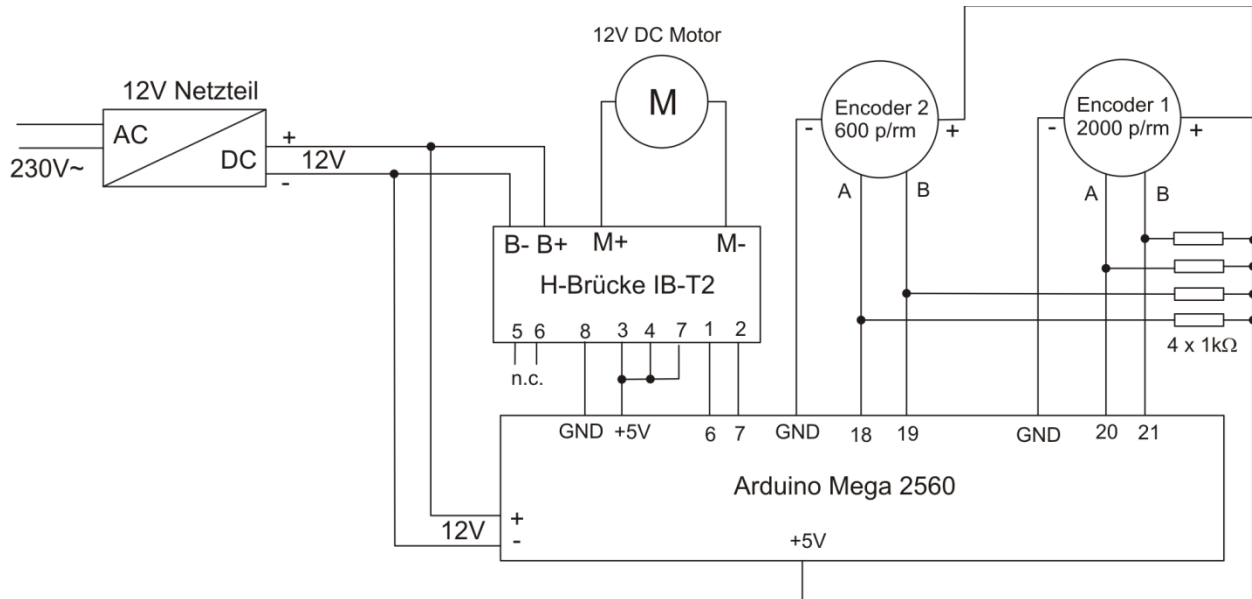 12V DC Motor
M
12V Netzteil
AC
DC
230V~
+
12V
-
Encoder 2
600 p/rm
-
+
A
B
Encoder 1
2000 p/rm
-
+
A
B
B- B+ M+ M-
H-Brücke IB-T2
5 6 8 3 4 7 1 2
n.c.
4 x 1kΩ
GND +5V 6 7 GND 18 19 GND 20 21
Arduino Mega 2560
12V
+
-
+5V